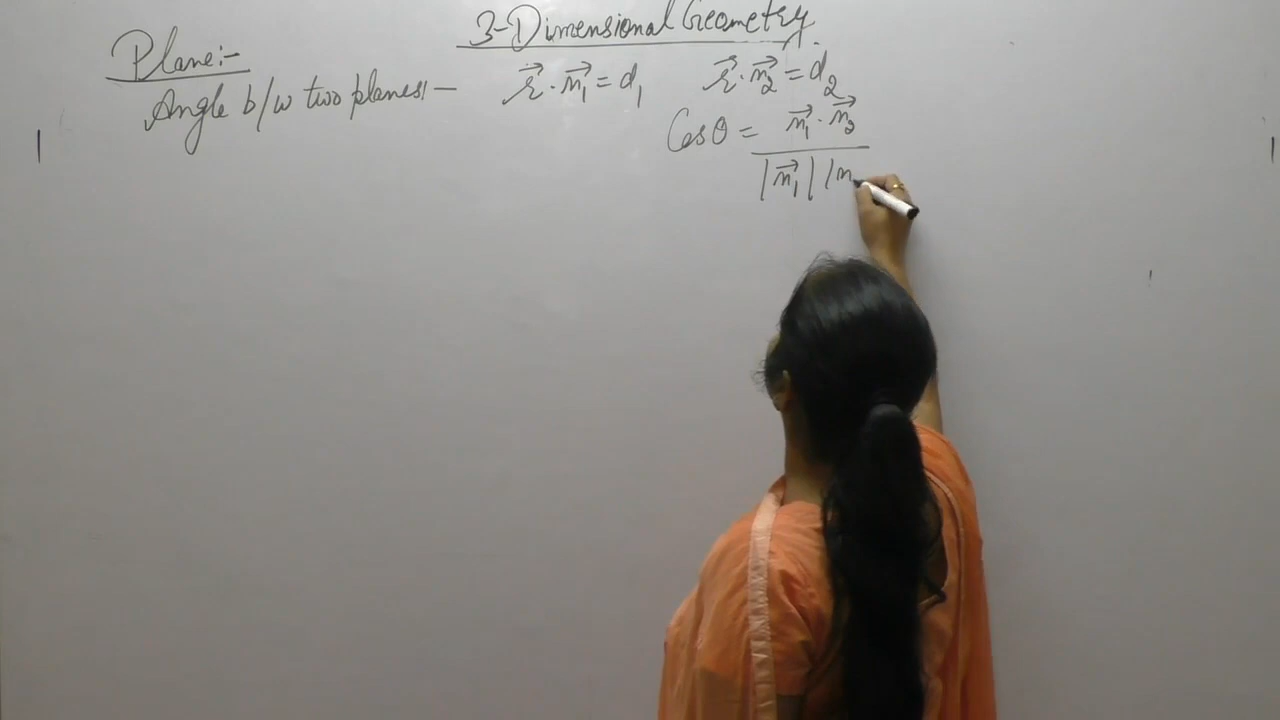 3-Dimensional Geometry
Plane:-
Angle b/w two planes:- r⃗ · n⃗₁ = d₁ r⃗ · n⃗₂ = d₂
Cos θ = n⃗₁ · n⃗₂
|n⃗₁| |n